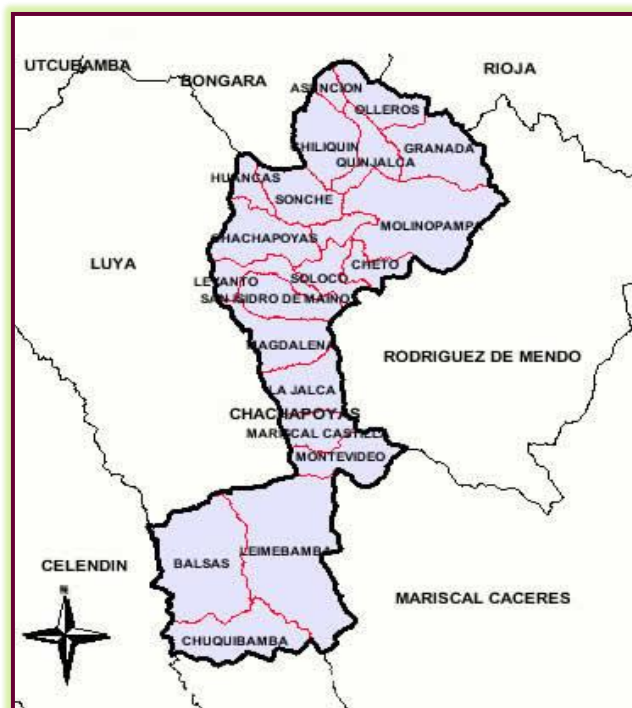 UTCUBAMBA
BONGARA
RIOJA
ASUNCION
OLLEROS
CHILIQUIN
GRANADA
QUINJALCA
HUANCAS
SONCHE
MOLINOPAMPA
CHACHAPOYAS
LUYA
CHETO
LEVANTO
SOLOCO
SAN ISIDRO DE MAINO
MAGDALENA
RODRIGUEZ DE MENDO
LA JALCA
CHACHAPOYAS
MARISCAL CASTILL
MONTEVIDEO
LEIMEBAMBA
BALSAS
CELENDIN
N
MARISCAL CACERES
CHUQUIBAMBA